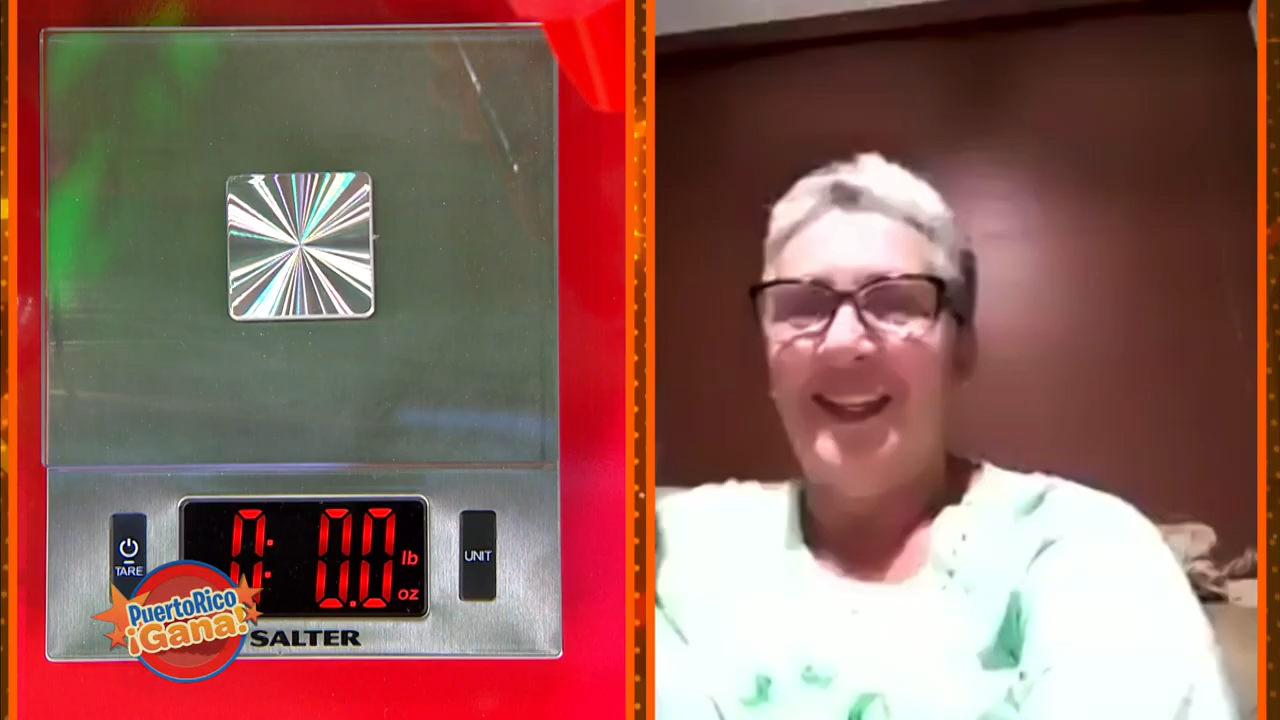 TARE
0: 0.0
lb
oz
UNIT
PuertoRico
¡Gana!
SALTER